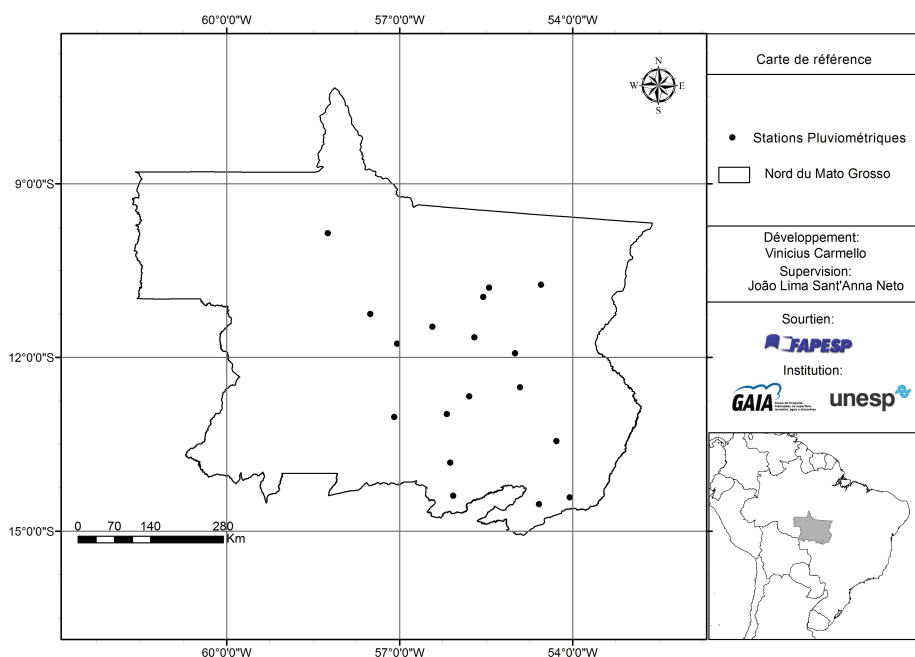 60°0'0"W 57°0'0"W 54°0'0"W
N
W E
S
9°0'0"S
12°0'0"S
15°0'0"S
0 70 140 280
Km
60°0'0"W 57°0'0"W 54°0'0"W
Carte de référence
Stations Pluviométriques
Nord du Mato Grosso
Développement:
Vinicius Carmello
Supervision:
João Lima Sant'Anna Neto
Sourtien:
FAPESP
Institution:
GAIA
unesp